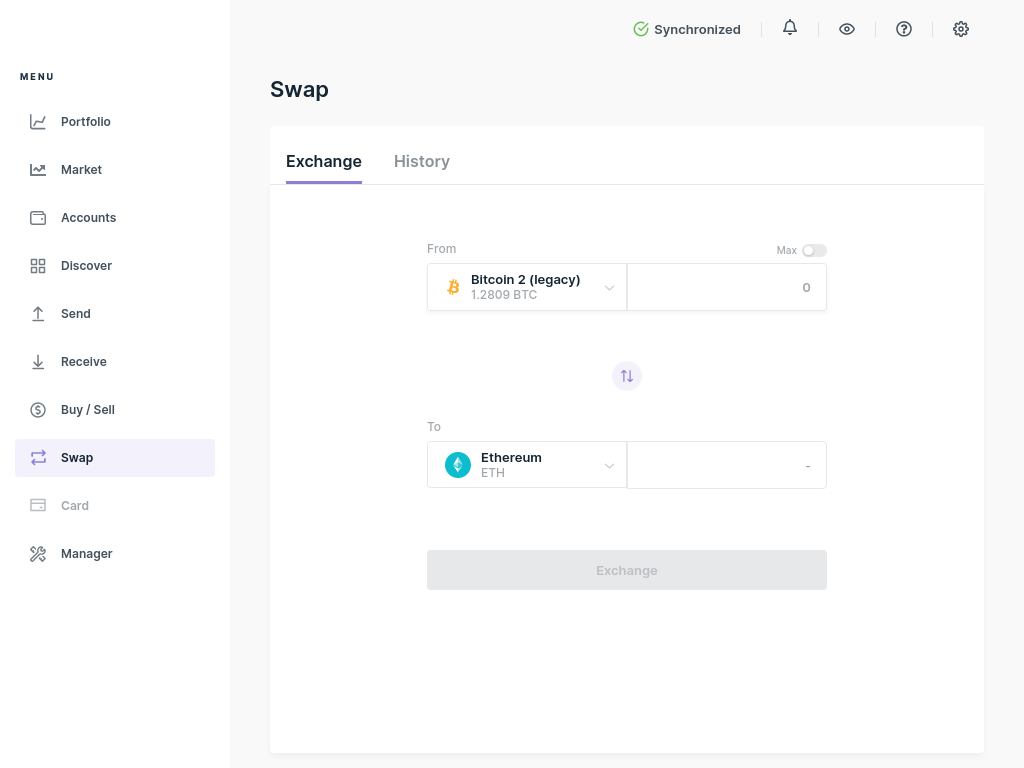 Synchronized
MENU
Portfolio
Market
Accounts
Discover
Send
Receive
Buy / Sell
Swap
Card
Manager
Swap
Exchange
History
From
Max
Bitcoin 2 (legacy)
1.2809 BTC
0
To
Ethereum
ETH
-
Exchange